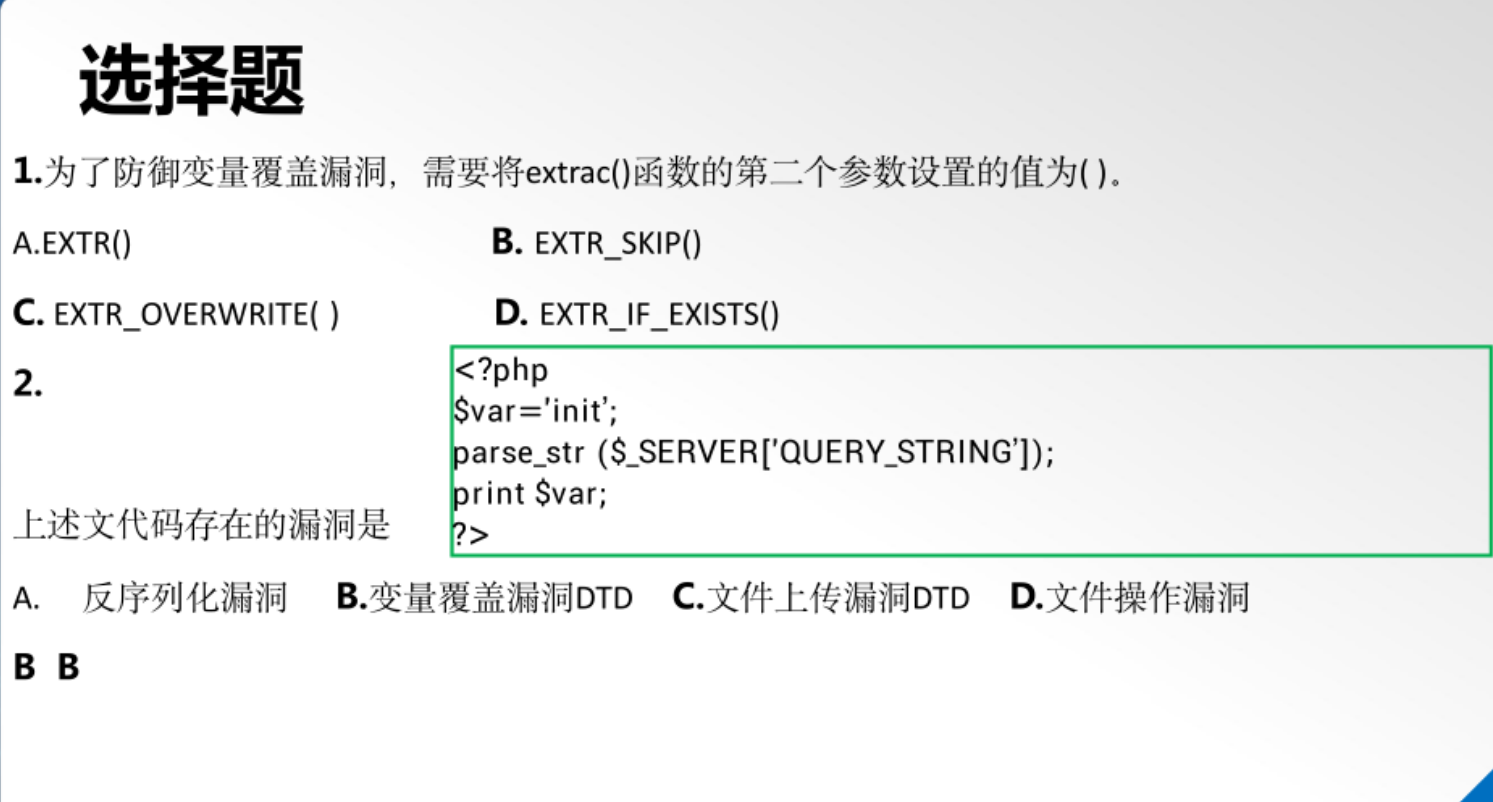 选择题
1.为了防御变量覆盖漏洞，需要将extrac()函数的第二个参数设置的值为( )。
A.EXTR()
B. EXTR_SKIP()
C. EXTR_OVERWRITE( )
D. EXTR_IF_EXISTS()
2.
<?php
$var='init’;
parse_str ($_SERVER['QUERY_STRING’]);
print $var;
?>
上述文代码存在的漏洞是
A. 反序列化漏洞 B.变量覆盖漏洞DTD C.文件上传漏洞DTD D.文件操作漏洞
B B